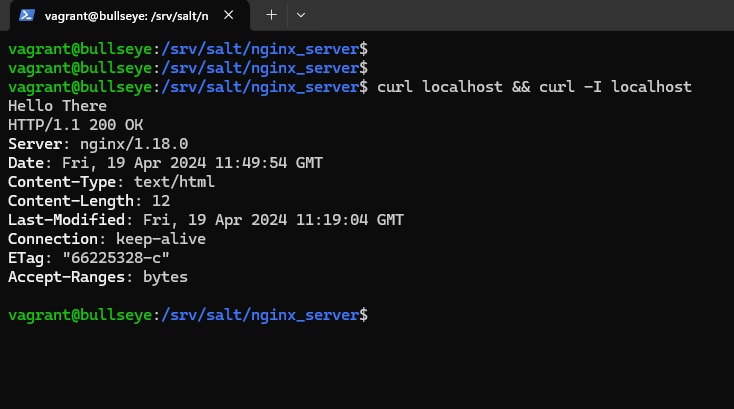 vagrant@bullseye: /srv/salt/n
vagrant@bullseye:/srv/salt/nginx_server$
vagrant@bullseye:/srv/salt/nginx_server$
vagrant@bullseye:/srv/salt/nginx_server$ curl localhost && curl -I localhost
Hello There
HTTP/1.1 200 OK
Server: nginx/1.18.0
Date: Fri, 19 Apr 2024 11:49:54 GMT
Content-Type: text/html
Content-Length: 12
Last-Modified: Fri, 19 Apr 2024 11:19:04 GMT
Connection: keep-alive
ETag: "66225328-c"
Accept-Ranges: bytes
vagrant@bullseye:/srv/salt/nginx_server$